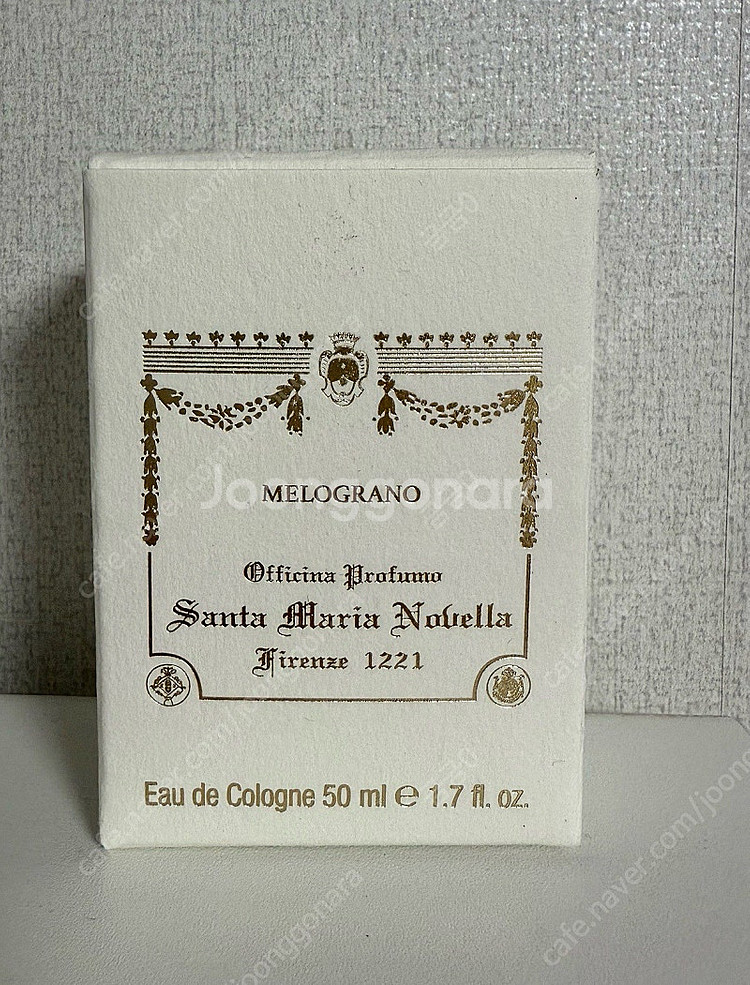 MELOGRANO
Joonggonara
Officina Profumo
Santa Maria Novella
Firenze 1221
Eau de Cologne 50 ml ℮ 1.7 fl. oz.
cafe.naver.com/joonggonara